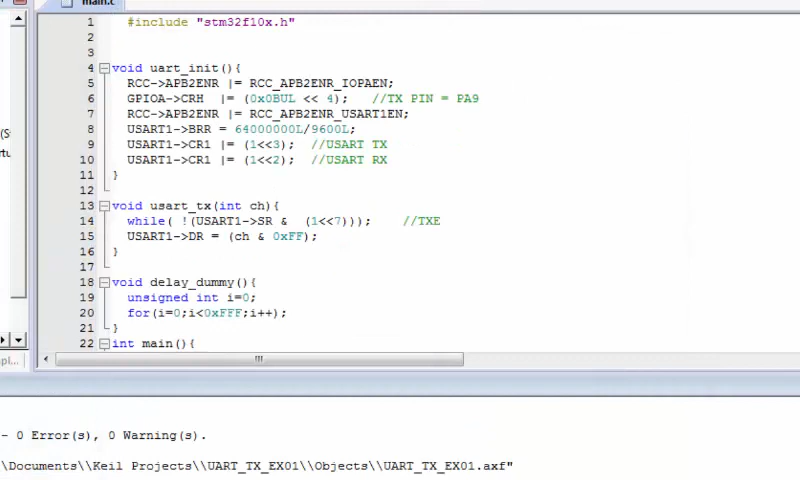 main.c
1 #include "stm32f10x.h"
2
3
4 void uart_init(){
5 RCC->APB2ENR |= RCC_APB2ENR_IOPAEN;
6 GPIOA->CRH |= (0x0BUL << 4); //TX PIN = PA9
7 RCC->APB2ENR |= RCC_APB2ENR_USART1EN;
8 USART1->BRR = 64000000L/9600L;
9 USART1->CR1 |= (1<<3); //USART TX
10 USART1->CR1 |= (1<<2); //USART RX
11 }
12
13 void usart_tx(int ch){
14 while( !(USART1->SR & (1<<7))); //TXE
15 USART1->DR = (ch & 0xFF);
16 }
17
18 void delay_dummy(){
19 unsigned int i=0;
20 for(i=0;i<0xFFF;i++);
21 }
22 int main(){
- 0 Error(s), 0 Warning(s).
\Documents\\Keil Projects\\UART_TX_EX01\\Objects\\UART_TX_EX01.axf"